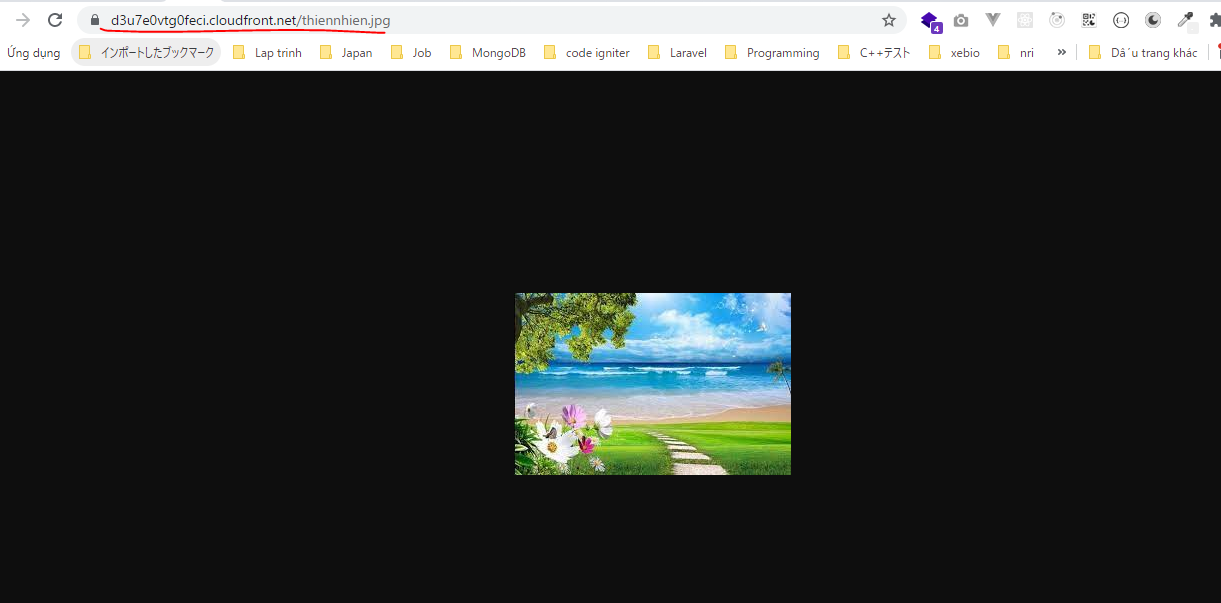 d3u7e0vtg0feci.cloudfront.net/thiennhien.jpg
4
Ứng dụng インポートしたブックマーク Lap trinh Japan Job MongoDB code igniter Laravel Programming C++テスト xebio nri » Dấu trang khác